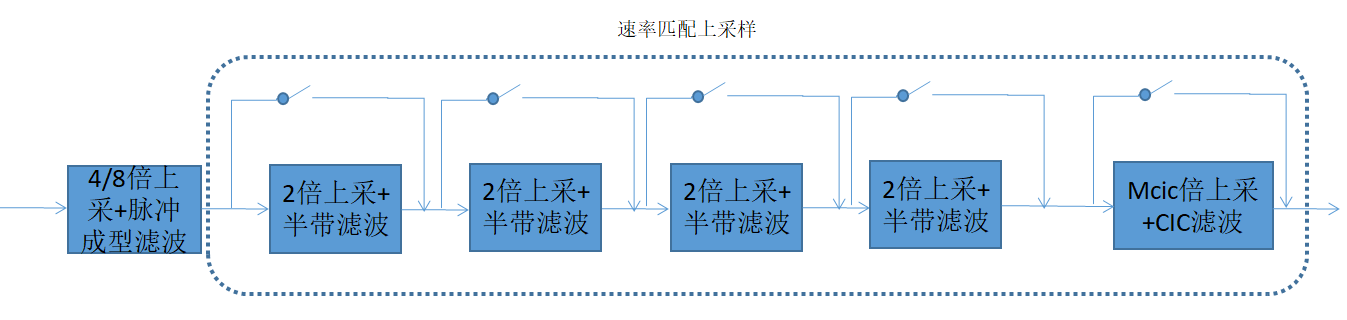 速率匹配上采样
4/8倍上
采+脉冲
成型滤波
2倍上采+
半带滤波
2倍上采+
半带滤波
2倍上采+
半带滤波
2倍上采+
半带滤波
Mcic倍上采
+CIC滤波